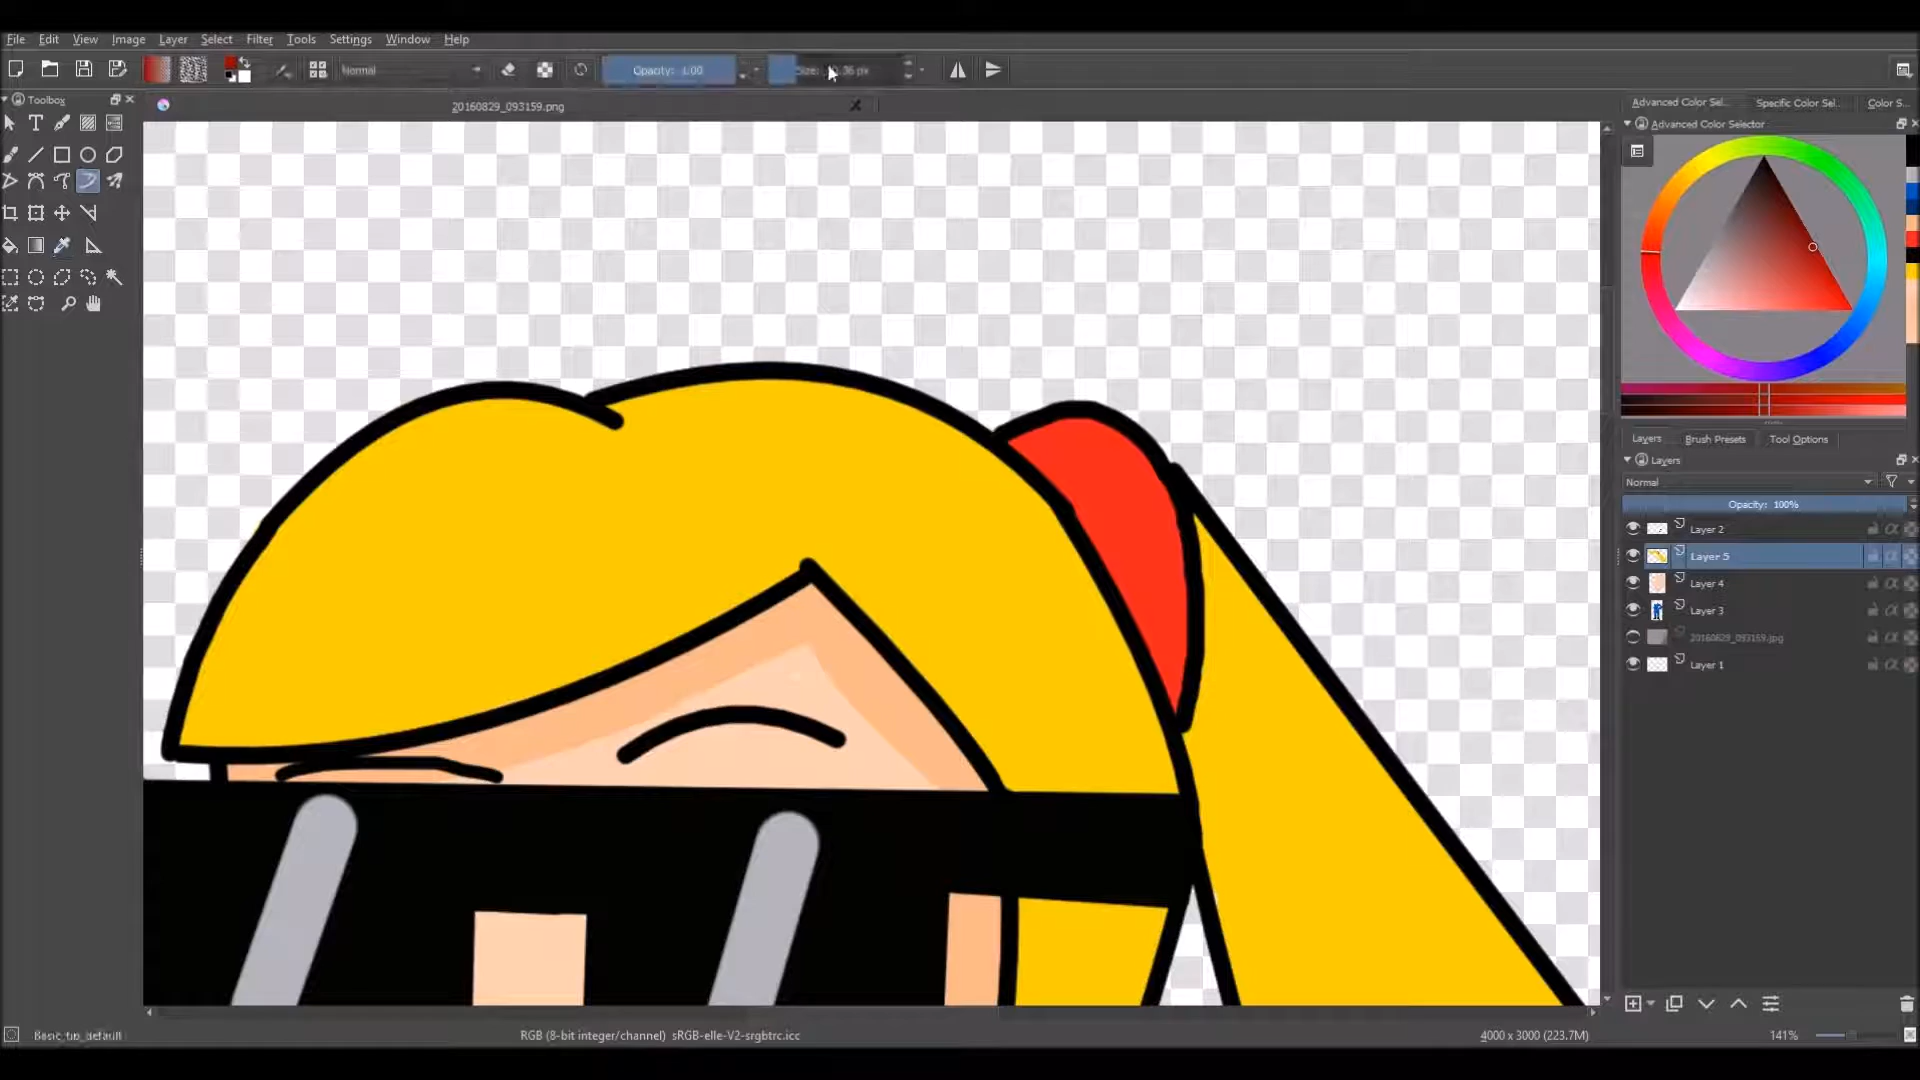 File Edit View Image Layer Select Filter Tools Settings Window Help
Normal
Opacity: 1.00
Size:
Toolbox
20160829_093159.png
Advanced Color Sel...
Specific Color Sel...
Color S...
Advanced Color Selector
Layers
Brush Presets
Tool Options
Layers
Normal
Opacity: 100%
Layer 2
Layer 5
Layer 4
Layer 3
20160829_093159.jpg
Layer 1
Basic_tip_default
RGB (8-bit integer/channel) sRGB-elle-V2-srgbtrc.icc
4000 x 3000 (223.7M)
141%